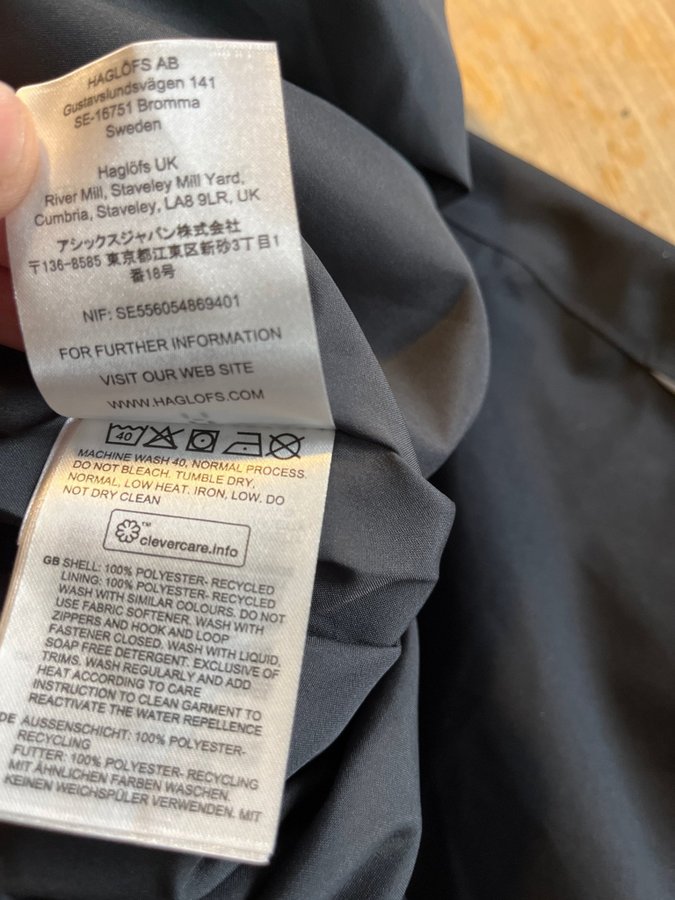 HAGLÖFS AB
Gustavslundsvägen 141
SE-16751 Bromma
Sweden
Haglöfs UK
River Mill, Staveley Mill Yard,
Cumbria, Staveley, LA8 9LR, UK
アシックスジャパン株式会社
〒136-8585 東京都江東区新砂3丁目1
番18号
NIF: SE556054869401
FOR FURTHER INFORMATION
VISIT OUR WEB SITE
WWW.HAGLOFS.COM
40
MACHINE WASH 40, NORMAL PROCESS.
DO NOT BLEACH. TUMBLE DRY,
NORMAL, LOW HEAT. IRON, LOW. DO
NOT DRY CLEAN
™
clevercare.info
GB SHELL: 100% POLYESTER- RECYCLED
LINING: 100% POLYESTER- RECYCLED
WASH WITH SIMILAR COLOURS. DO NOT
USE FABRIC SOFTENER. WASH WITH
ZIPPERS AND HOOK AND LOOP
FASTENER CLOSED. WASH WITH LIQUID,
SOAP FREE DETERGENT. EXCLUSIVE OF
TRIMS. WASH REGULARLY AND ADD
HEAT ACCORDING TO CARE
INSTRUCTION TO CLEAN GARMENT TO
REACTIVATE THE WATER REPELLENCE
DE AUSSENSCHICHT: 100% POLYESTER-
RECYCLING
FUTTER: 100% POLYESTER- RECYCLING
MIT ÄHNLICHEN FARBEN WASCHEN.
KEINEN WEICHSPÜLER VERWENDEN. MIT